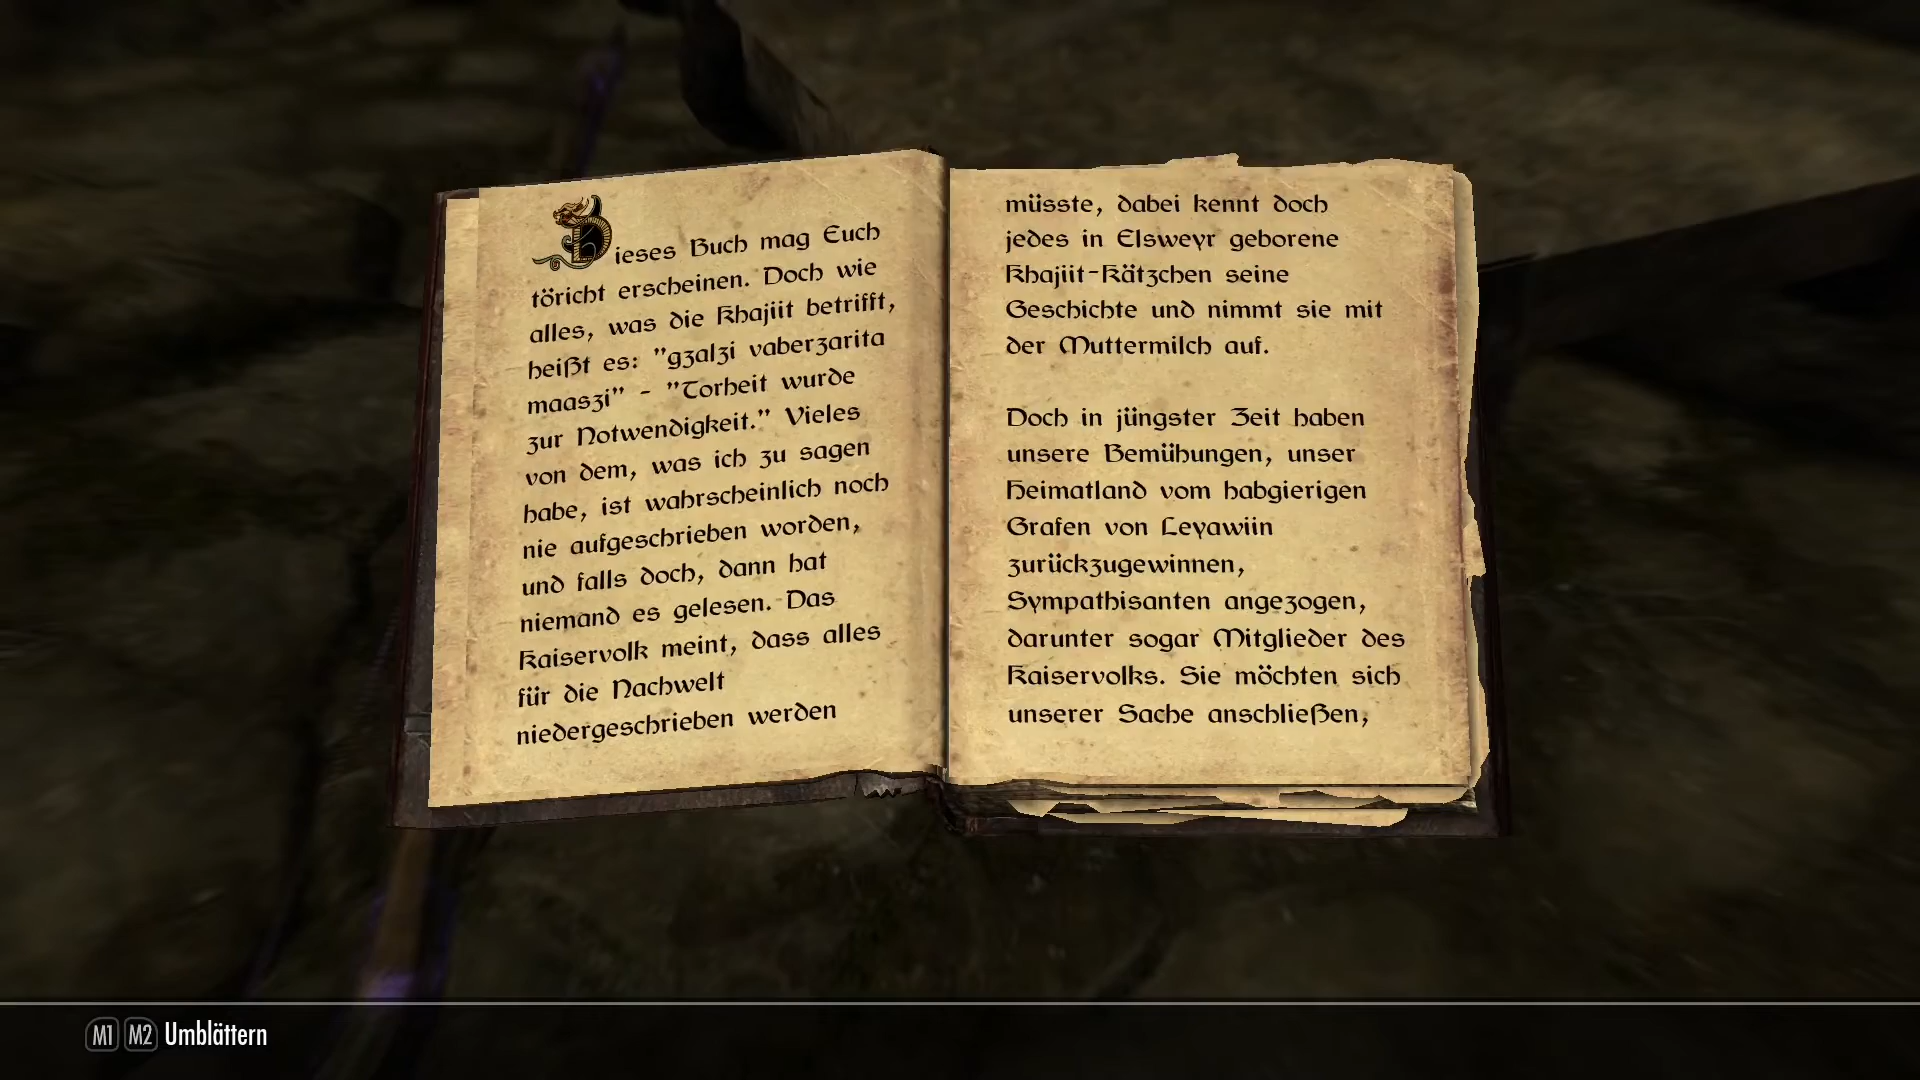 Dieses Buch mag Euch
töricht erscheinen. Doch wie
alles, was die Khajiit betrifft,
heißt es: "gzalzi vaberzarita
maaszi" - "Torheit wurde
zur Notwendigkeit." Vieles
von dem, was ich zu sagen
habe, ist wahrscheinlich noch
nie aufgeschrieben worden,
und falls doch, dann hat
niemand es gelesen. Das
Kaiservolk meint, dass alles
für die Nachwelt
niedergeschrieben werden
müsste, dabei kennt doch
jedes in Elsweyr geborene
Khajiit-Kätzchen seine
Geschichte und nimmt sie mit
der Muttermilch auf.
Doch in jüngster Zeit haben
unsere Bemühungen, unser
Heimatland vom habgierigen
Grafen von Leyawiin
zurückzugewinnen,
Sympathisanten angezogen,
darunter sogar Mitglieder des
Kaiservolks. Sie möchten sich
unserer Sache anschließen,
M1 M2 Umblättern